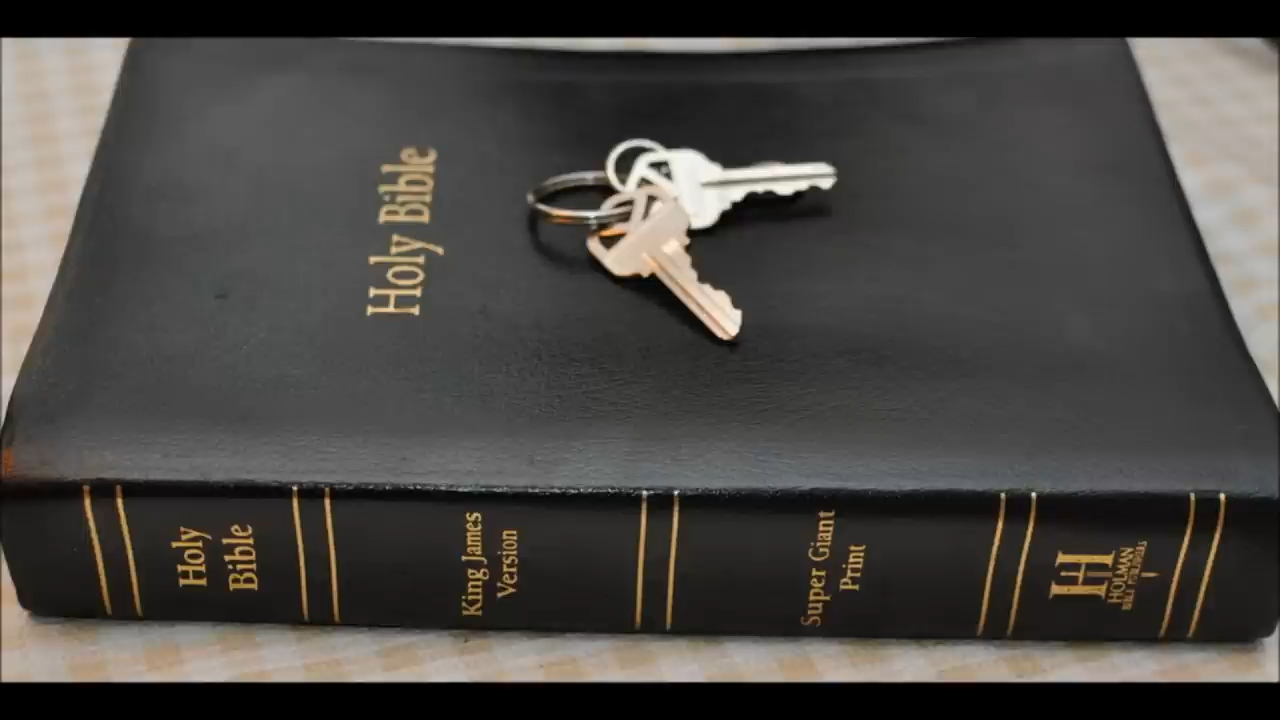 Holy Bible
Holy
Bible
King James
Version
Super Giant
Print
HOLMAN
BIBLE PUBLISHERS